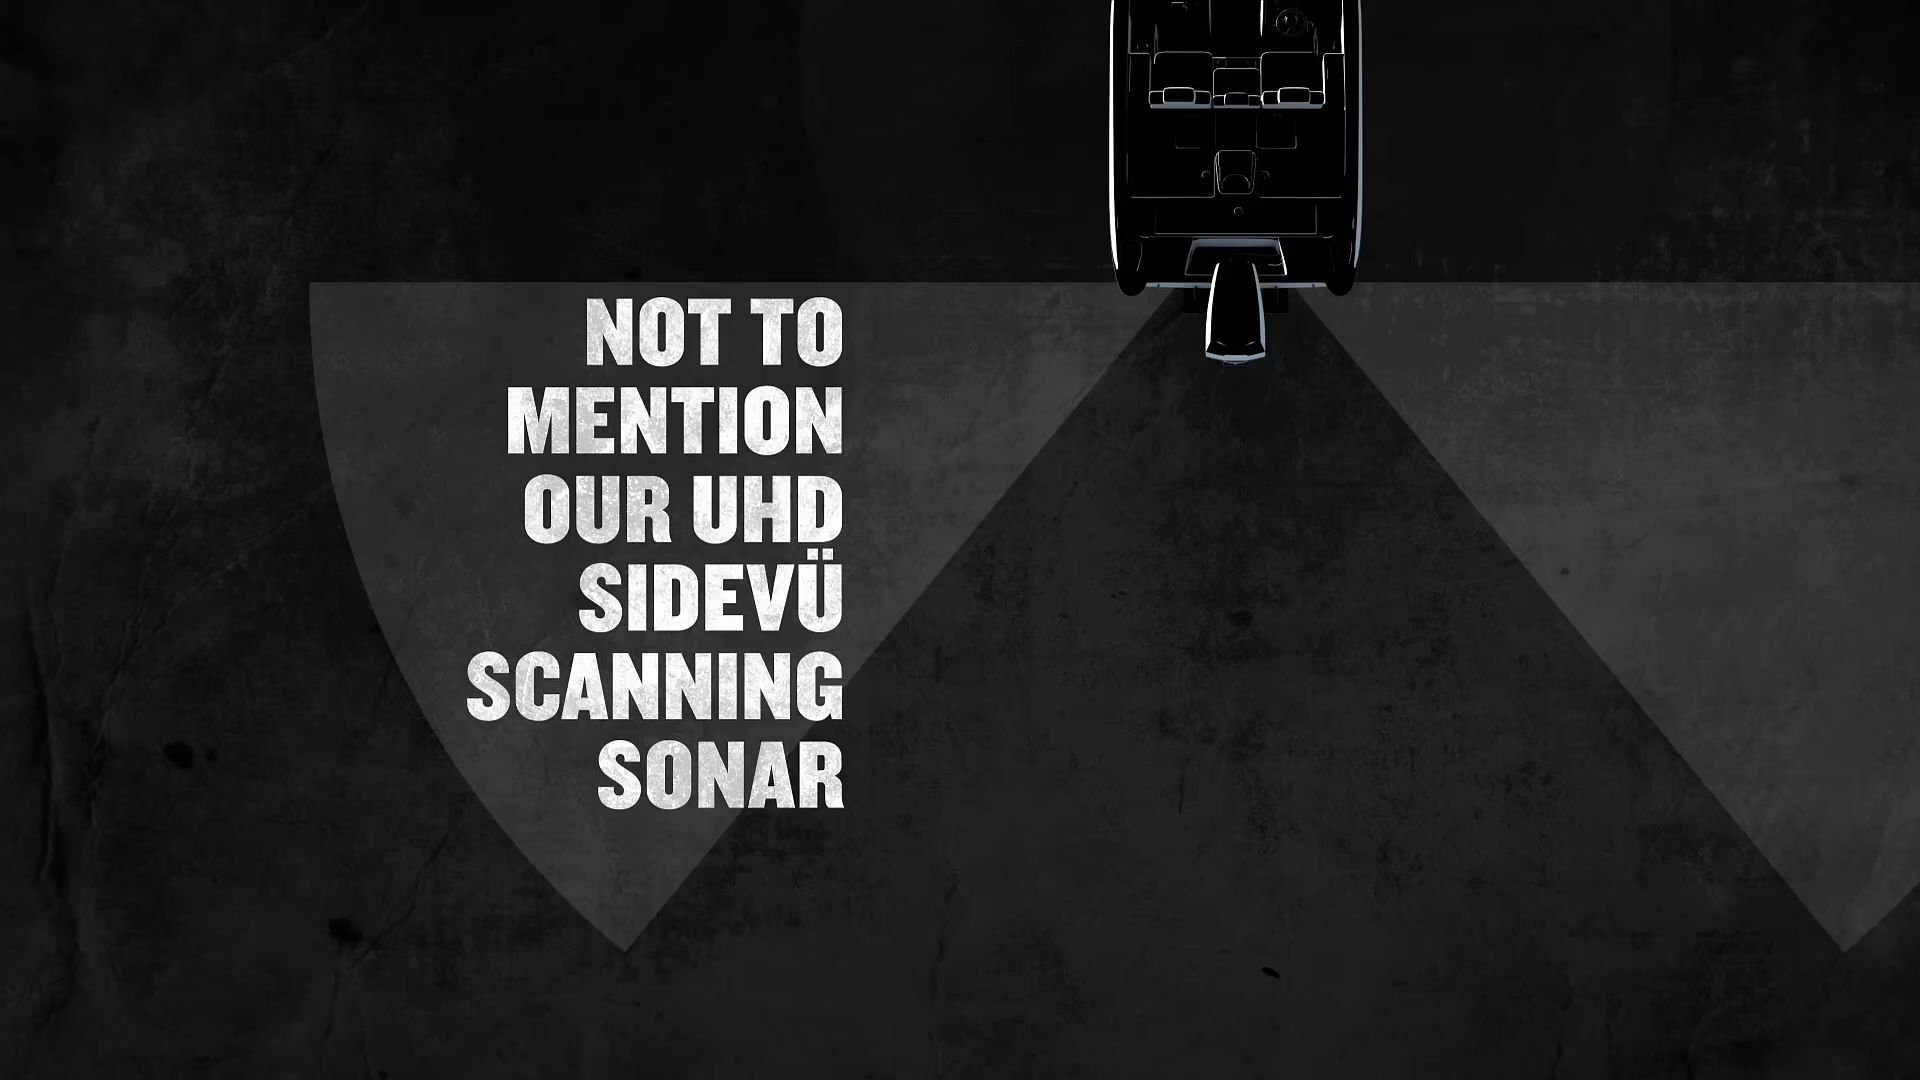 NOT TO
MENTION
OUR UHD
SIDEVÜ
SCANNING
SONAR